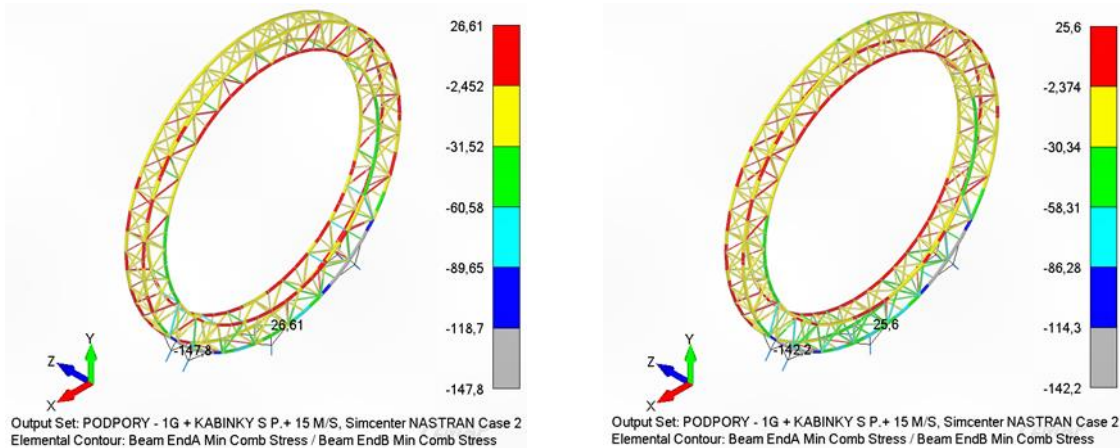 26,61
-2,452
-31,52
-60,58
-89,65
-118,7
-147,8
26,61
-147,8
Y
Z
X
Output Set: PODPORY - 1G + KABINKY S P.+ 15 M/S, Simcenter NASTRAN Case 2
Elemental Contour: Beam EndA Min Comb Stress / Beam EndB Min Comb Stress
25,6
-2,374
-30,34
-58,31
-86,28
-114,3
-142,2
25,6
-142,2
Y
Z
X
Output Set: PODPORY - 1G + KABINKY S P.+ 15 M/S, Simcenter NASTRAN Case 2
Elemental Contour: Beam EndA Min Comb Stress / Beam EndB Min Comb Stress